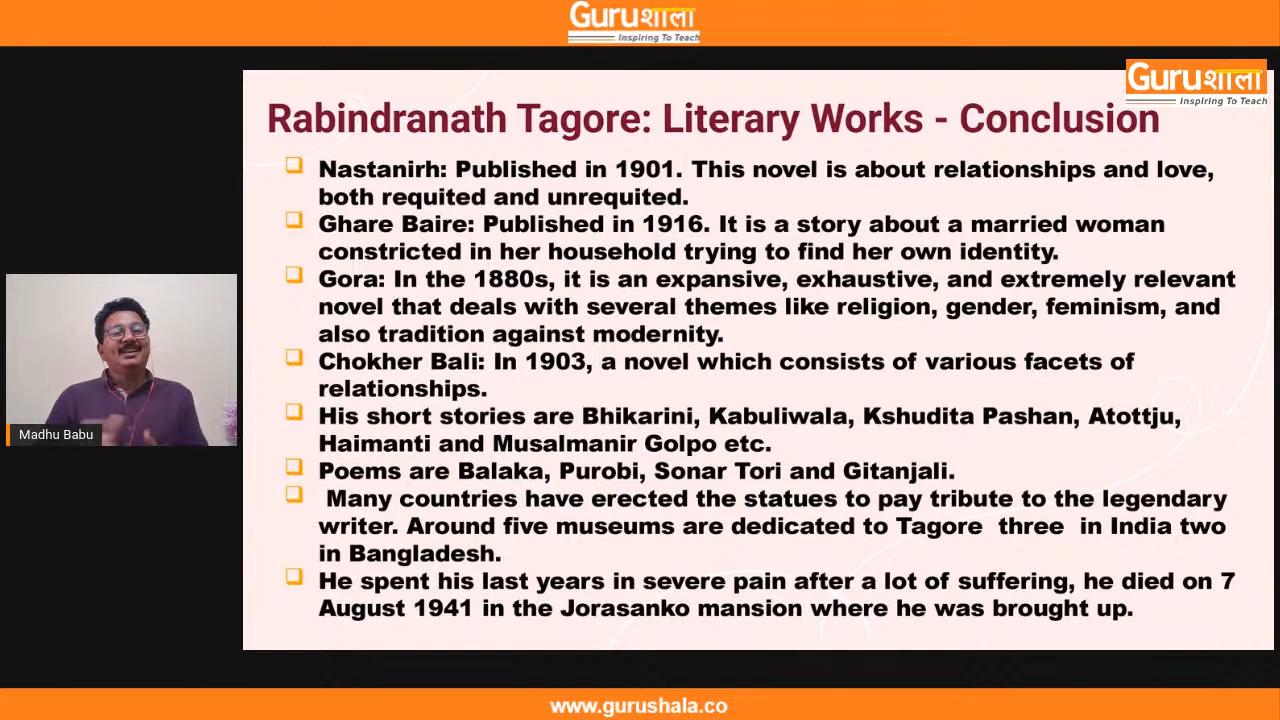 Guruशाला
Inspiring To Teach
Guruशाला
Inspiring To Teach
Rabindranath Tagore: Literary Works - Conclusion
Nastanirh: Published in 1901. This novel is about relationships and love,
both requited and unrequited.
Ghare Baire: Published in 1916. It is a story about a married woman
constricted in her household trying to find her own identity.
Gora: In the 1880s, it is an expansive, exhaustive, and extremely relevant
novel that deals with several themes like religion, gender, feminism, and
also tradition against modernity.
Chokher Bali: In 1903, a novel which consists of various facets of
relationships.
His short stories are Bhikarini, Kabuliwala, Kshudita Pashan, Atottju,
Haimanti and Musalmanir Golpo etc.
Poems are Balaka, Purobi, Sonar Tori and Gitanjali.
Many countries have erected the statues to pay tribute to the legendary
writer. Around five museums are dedicated to Tagore three in India two
in Bangladesh.
He spent his last years in severe pain after a lot of suffering, he died on 7
August 1941 in the Jorasanko mansion where he was brought up.
Madhu Babu
www.gurushala.co